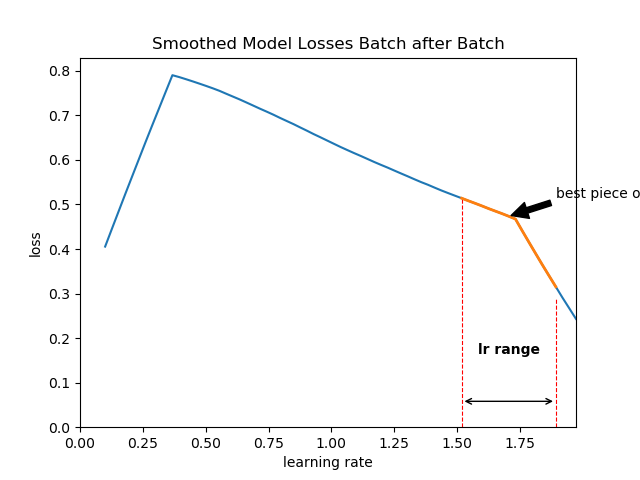 Smoothed Model Losses Batch after Batch
0.8
0.7
0.6
0.5
0.4
0.3
0.2
0.1
0.0
loss
best piece o
lr range
0.00 0.25 0.50 0.75 1.00 1.25 1.50 1.75
learning rate